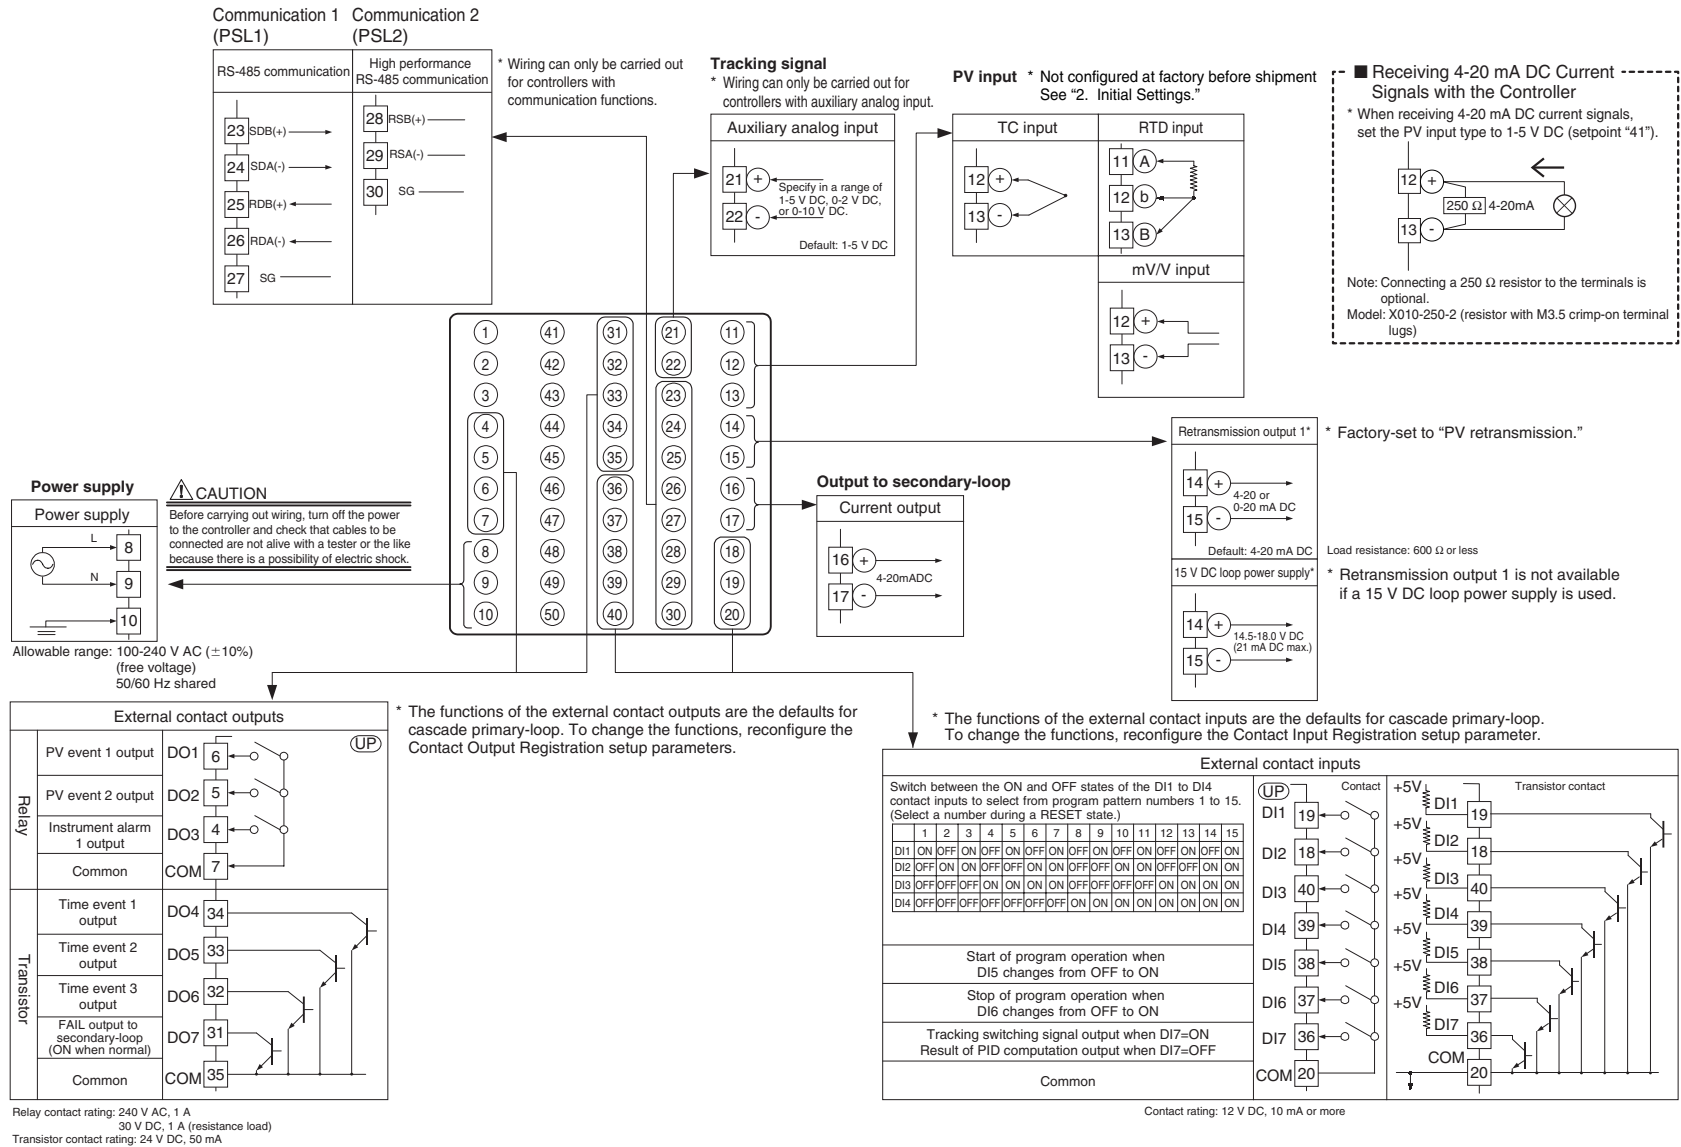 Communication 1 Communication 2
(PSL1) (PSL2)
RS-485 communication
High performance
RS-485 communication
23 SDB(+)
24 SDA(-)
25 RDB(+)
26 RDA(-)
27 SG
28 RSB(+)
29 RSA(-)
30 SG
* Wiring can only be carried out
for controllers with
communication functions.
Tracking signal
* Wiring can only be carried out for
controllers with auxiliary analog input.
Auxiliary analog input
21 +
Specify in a range of
1-5 V DC, 0-2 V DC,
or 0-10 V DC.
22 -
Default: 1-5 V DC
PV input * Not configured at factory before shipment
See “2. Initial Settings.”
TC input
12 +
13 -
RTD input
11 A
12 b
13 B
mV/V input
12 +
13 -
■ Receiving 4-20 mA DC Current
Signals with the Controller
* When receiving 4-20 mA DC current signals,
set the PV input type to 1-5 V DC (setpoint “41”).
12 +
250 Ω 4-20mA
13 -
Note: Connecting a 250 Ω resistor to the terminals is
optional.
Model: X010-250-2 (resistor with M3.5 crimp-on terminal
lugs)
1 41 31 21 11
2 42 32 22 12
3 43 33 23 13
4 44 34 24 14
5 45 35 25 15
6 46 36 26 16
7 47 37 27 17
8 48 38 28 18
9 49 39 29 19
10 50 40 30 20
Retransmission output 1*
14 +
4-20 or
0-20 mA DC
15 -
Default: 4-20 mA DC
* Factory-set to “PV retransmission.”
Load resistance: 600 Ω or less
15 V DC loop power supply*
14 +
14.5-18.0 V DC
(21 mA DC max.)
15 -
* Retransmission output 1 is not available
if a 15 V DC loop power supply is used.
Output to secondary-loop
Current output
16 +
4-20mADC
17 -
Power supply
Power supply
L 8
N 9
10
Allowable range: 100-240 V AC (±10%)
(free voltage)
50/60 Hz shared
! CAUTION
Before carrying out wiring, turn off the power
to the controller and check that cables to be
connected are not alive with a tester or the like
because there is a possibility of electric shock.
External contact outputs
UP
Relay
PV event 1 output DO1 6
PV event 2 output DO2 5
Instrument alarm
1 output
DO3 4
Common COM 7
Transistor
Time event 1
output
DO4 34
Time event 2
output
DO5 33
Time event 3
output
DO6 32
FAIL output to
secondary-loop
(ON when normal)
DO7 31
Common COM 35
Relay contact rating: 240 V AC, 1 A
30 V DC, 1 A (resistance load)
Transistor contact rating: 24 V DC, 50 mA
* The functions of the external contact outputs are the defaults for
cascade primary-loop. To change the functions, reconfigure the
Contact Output Registration setup parameters.
* The functions of the external contact inputs are the defaults for cascade primary-loop.
To change the functions, reconfigure the Contact Input Registration setup parameter.
External contact inputs
Switch between the ON and OFF states of the DI1 to DI4
contact inputs to select from program pattern numbers 1 to 15.
(Select a number during a RESET state.)
1 2 3 4 5 6 7 8 9 10 11 12 13 14 15
DI1 ON OFF ON OFF ON OFF ON OFF ON OFF ON OFF ON OFF ON
DI2 OFF ON ON OFF OFF ON ON OFF OFF ON ON OFF OFF ON ON
DI3 OFF OFF OFF ON ON ON ON OFF OFF OFF OFF ON ON ON ON
DI4 OFF OFF OFF OFF OFF OFF OFF ON ON ON ON ON ON ON ON
Start of program operation when
DI5 changes from OFF to ON
Stop of program operation when
DI6 changes from OFF to ON
Tracking switching signal output when DI7=ON
Result of PID computation output when DI7=OFF
Common
UP Contact
DI1 19
DI2 18
DI3 40
DI4 39
DI5 38
DI6 37
DI7 36
COM 20
Transistor contact
+5V DI1 19
+5V DI2 18
+5V DI3 40
+5V DI4 39
+5V DI5 38
+5V DI6 37
+5V DI7 36
COM 20
Contact rating: 12 V DC, 10 mA or more